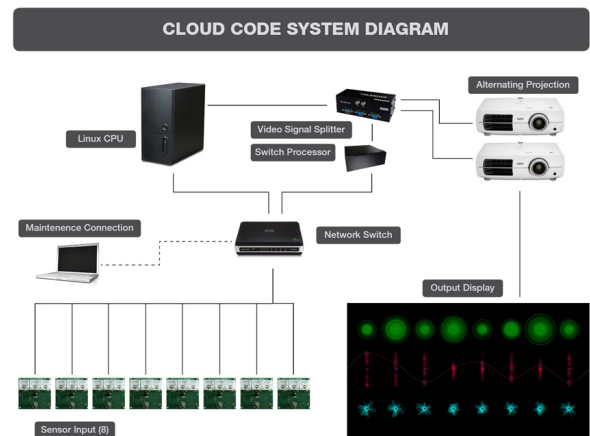 CLOUD CODE SYSTEM DIAGRAM
Alternating Projection
Linux CPU
Video Signal Splitter
Switch Processor
Maintenence Connection
Network Switch
Output Display
Sensor Input (8)